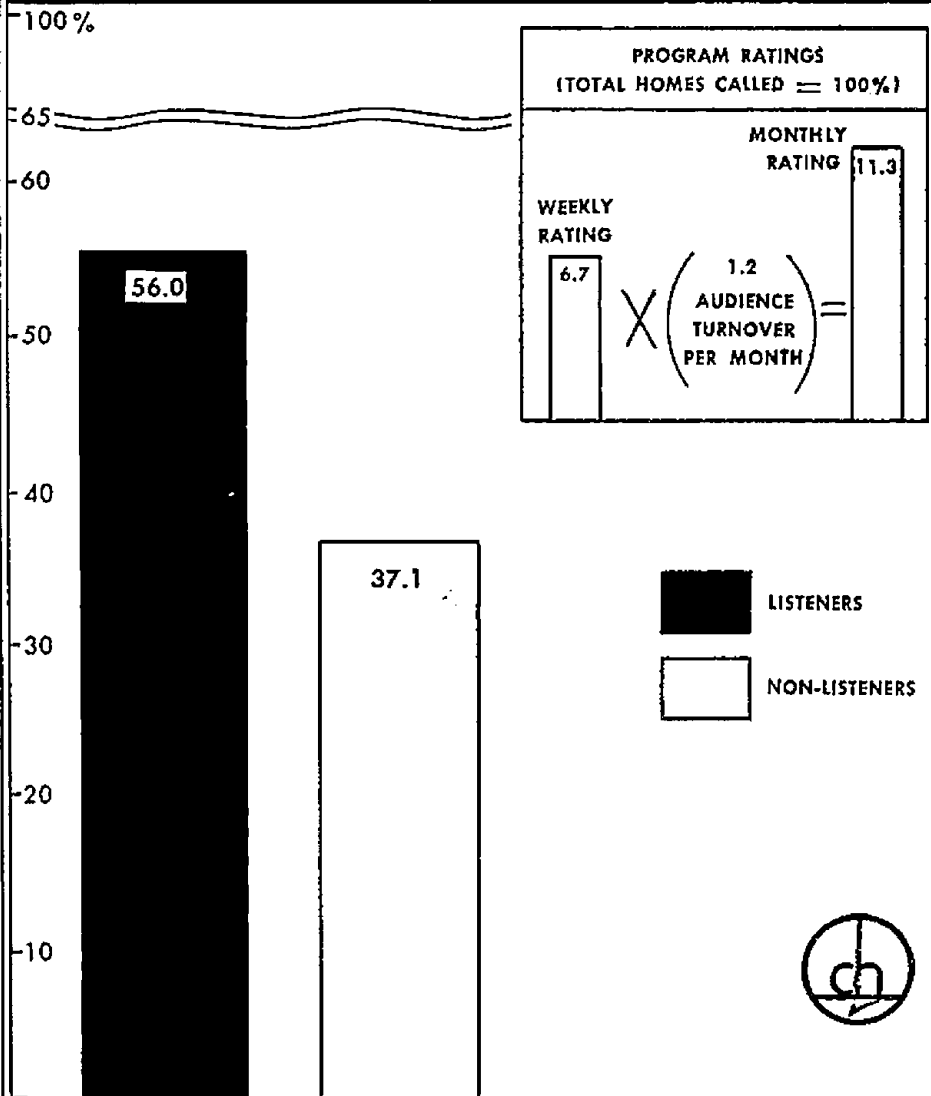 100%
65
60
50
40
30
20
10
56.0
37.1
PROGRAM RATINGS
(TOTAL HOMES CALLED = 100%)
WEEKLY
RATING
6.7
X
1.2
AUDIENCE
TURNOVER
PER MONTH
=
MONTHLY
RATING
11.3
LISTENERS
NON-LISTENERS